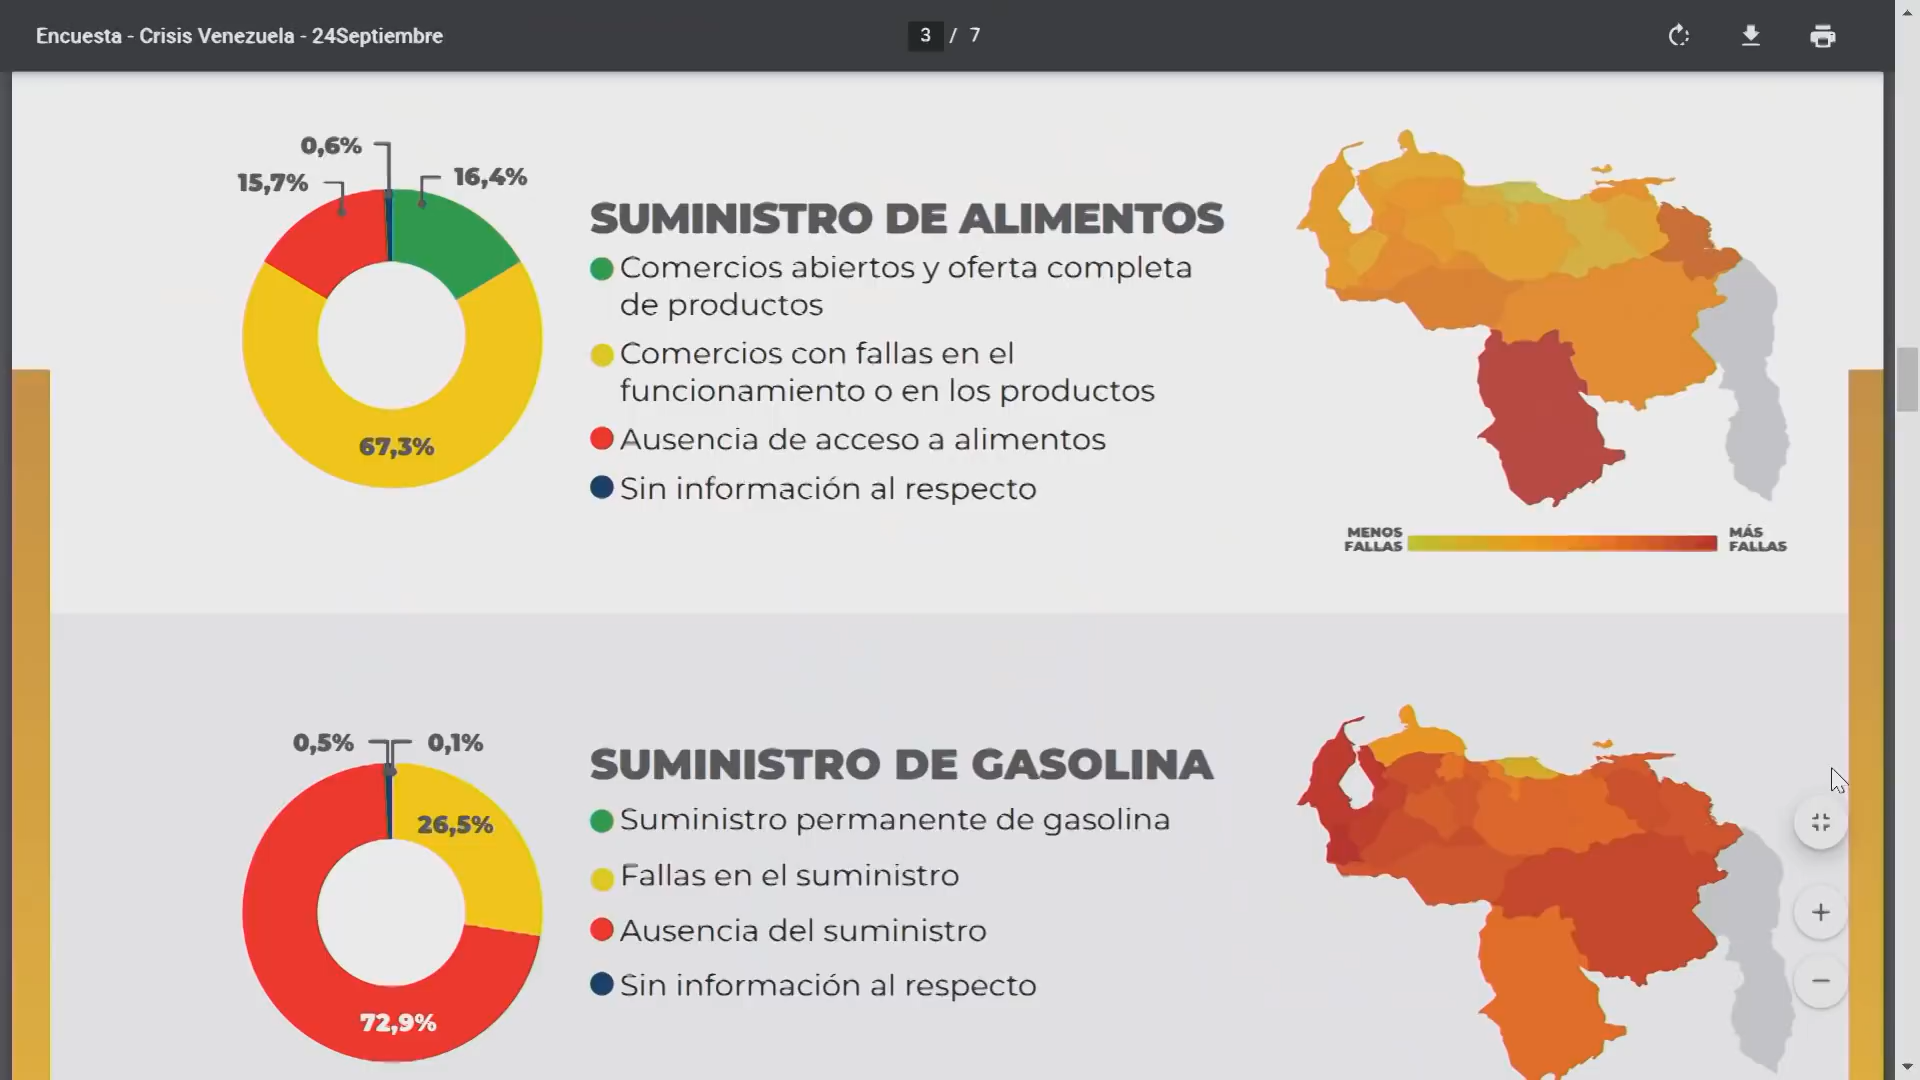 Encuesta - Crisis Venezuela - 24Septiembre
3 / 7
0,6%
15,7%
16,4%
67,3%
SUMINISTRO DE ALIMENTOS
Comercios abiertos y oferta completa
de productos
Comercios con fallas en el
funcionamiento o en los productos
Ausencia de acceso a alimentos
Sin información al respecto
MENOS
FALLAS
MÁS
FALLAS
0,5%
0,1%
26,5%
72,9%
SUMINISTRO DE GASOLINA
Suministro permanente de gasolina
Fallas en el suministro
Ausencia del suministro
Sin información al respecto